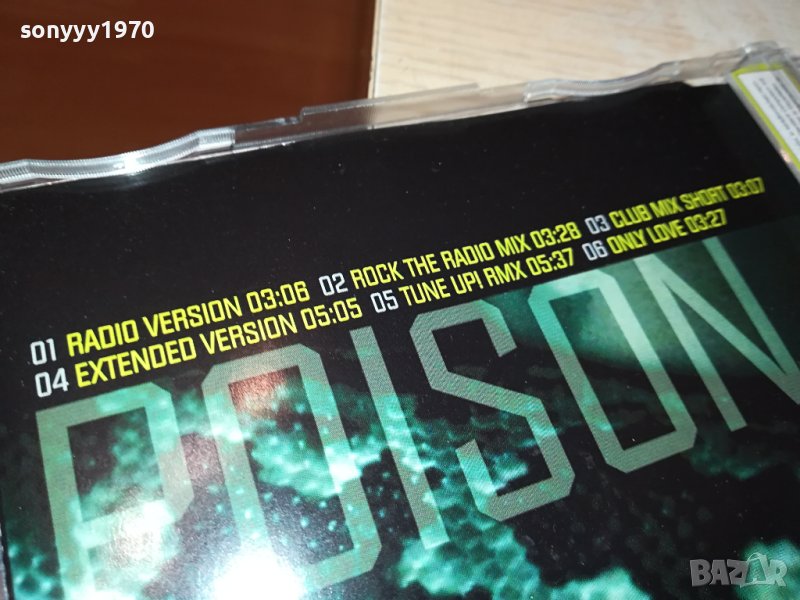 sonyyy1970
01 RADIO VERSION 03:06 02 ROCK THE RADIO MIX 03:28 03 CLUB MIX SHORT 03:07
04 EXTENDED VERSION 05:05 05 TUNE UP! RMX 05:37 06 ONLY LOVE 03:27
POISON
BAZAR